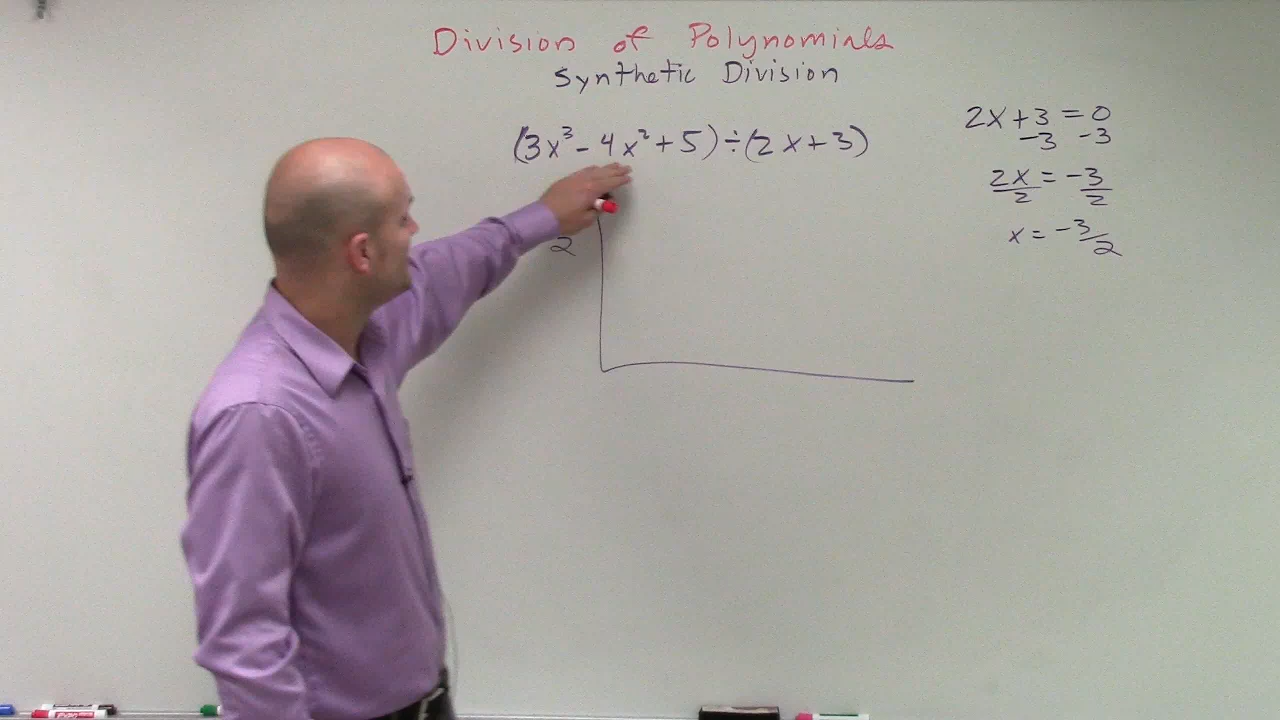 Division of Polynomials
Synthetic Division
(3x³ - 4x² + 5) ÷ (2x + 3)
2
2x + 3 = 0
-3 -3
2x = -3
2 2
x = -3/2